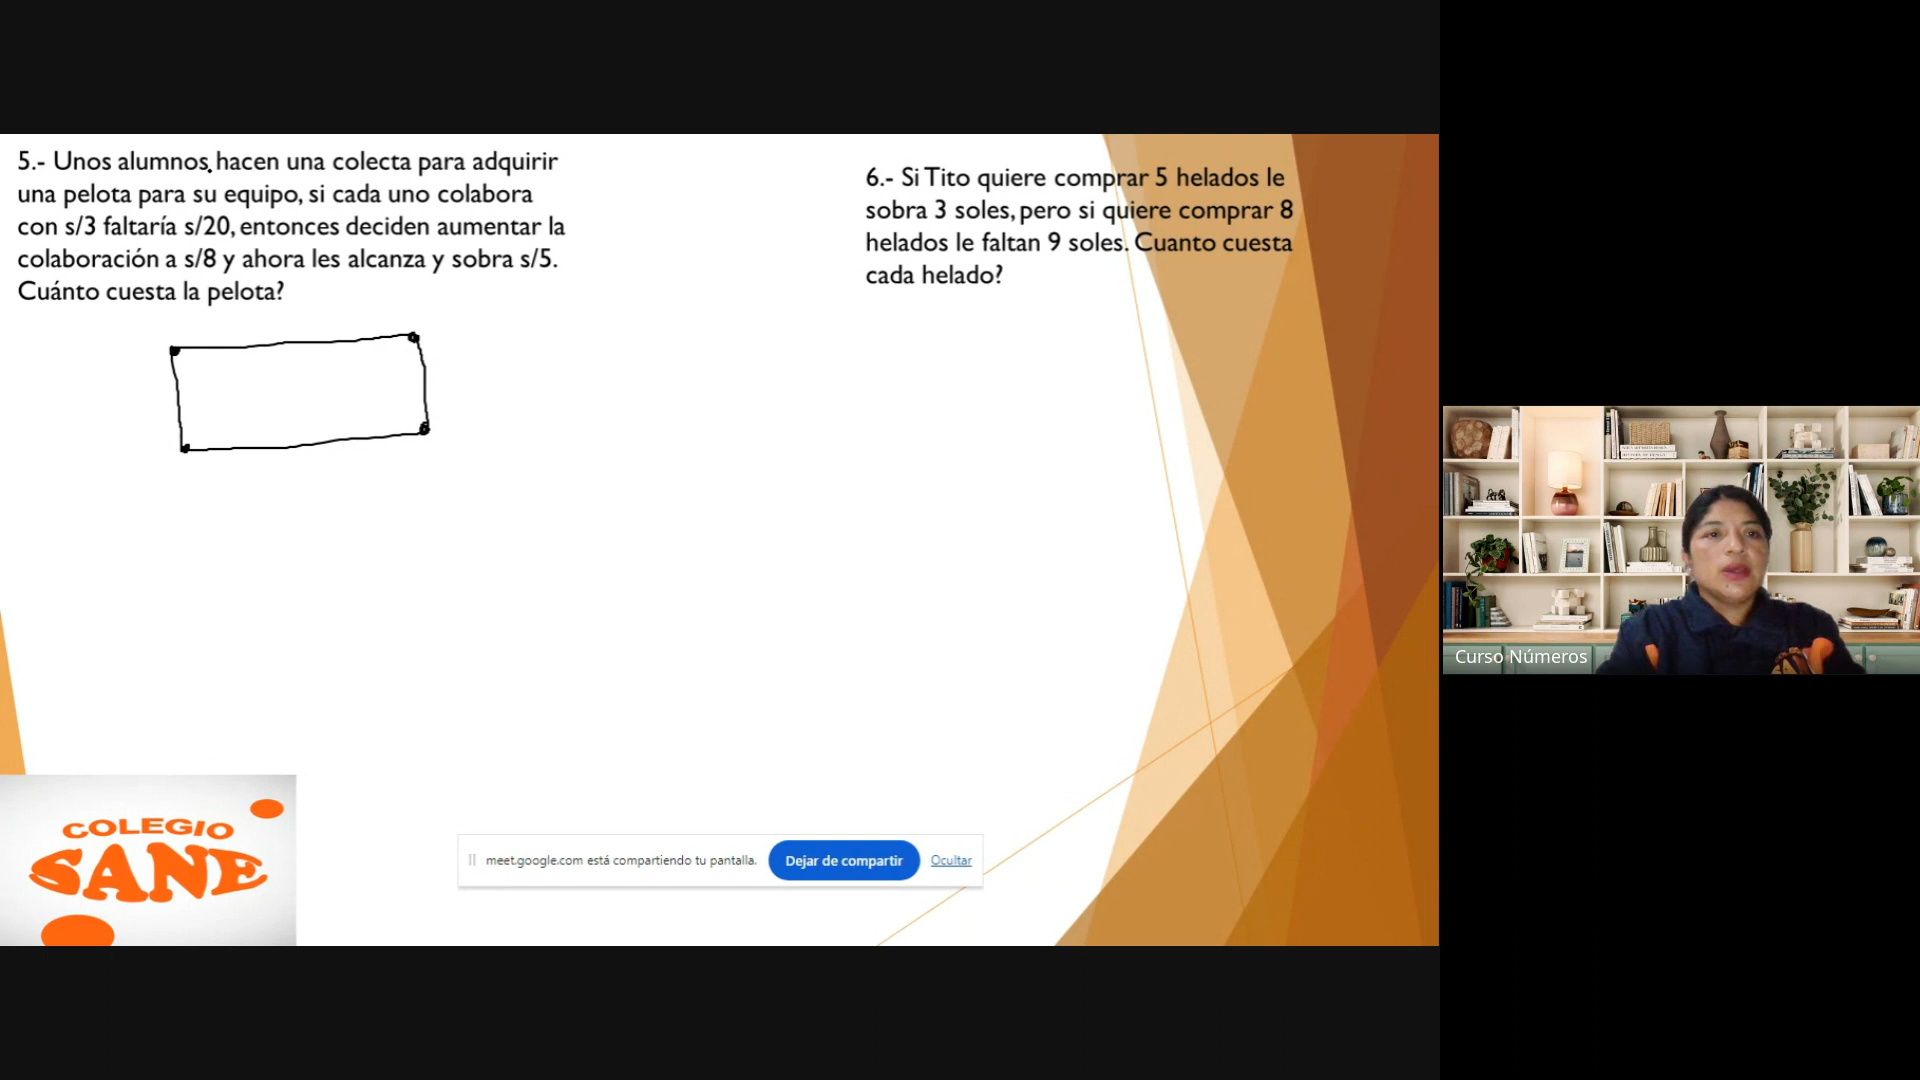 5.- Unos alumnos hacen una colecta para adquirir
una pelota para su equipo, si cada uno colabora
con s/3 faltaría s/20, entonces deciden aumentar la
colaboración a s/8 y ahora les alcanza y sobra s/5.
Cuánto cuesta la pelota?
6.- Si Tito quiere comprar 5 helados le
sobra 3 soles, pero si quiere comprar 8
helados le faltan 9 soles. Cuanto cuesta
cada helado?
COLEGIO
SANE
meet.google.com está compartiendo tu pantalla.
Dejar de compartir
Ocultar
Curso Números